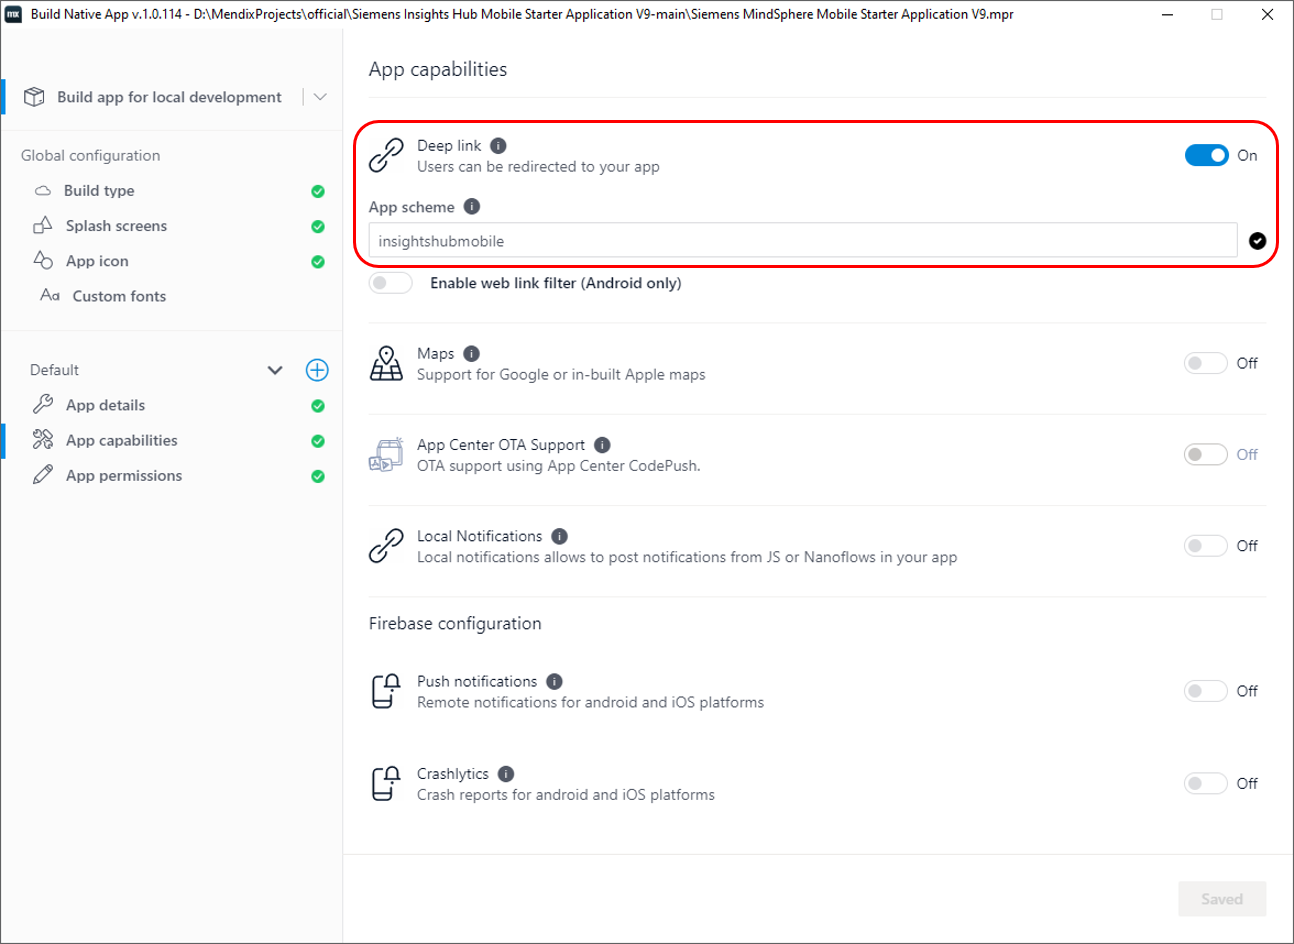 mx Build Native App v.1.0.114 - D:\MendixProjects\official\Siemens Insights Hub Mobile Starter Application V9-main\Siemens MindSphere Mobile Starter Application V9.mpr
Build app for local development
Global configuration
Build type
Splash screens
App icon
Aa Custom fonts
Default
App details
App capabilities
App permissions
App capabilities
Deep link i
Users can be redirected to your app
On
App scheme i
insightshubmobile
Enable web link filter (Android only)
Maps i
Support for Google or in-built Apple maps
Off
App Center OTA Support i
OTA support using App Center CodePush.
Off
Local Notifications i
Local notifications allows to post notifications from JS or Nanoflows in your app
Off
Firebase configuration
Push notifications i
Remote notifications for android and iOS platforms
Off
Crashlytics i
Crash reports for android and iOS platforms
Off
Saved